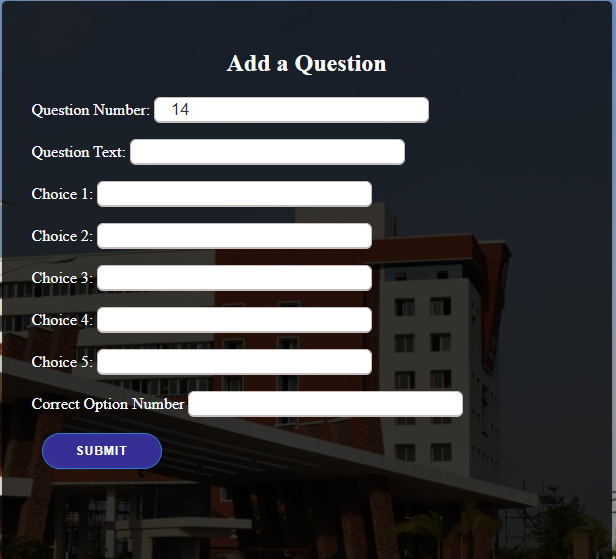 Add a Question
Question Number: 14
Question Text:
Choice 1:
Choice 2:
Choice 3:
Choice 4:
Choice 5:
Correct Option Number
SUBMIT